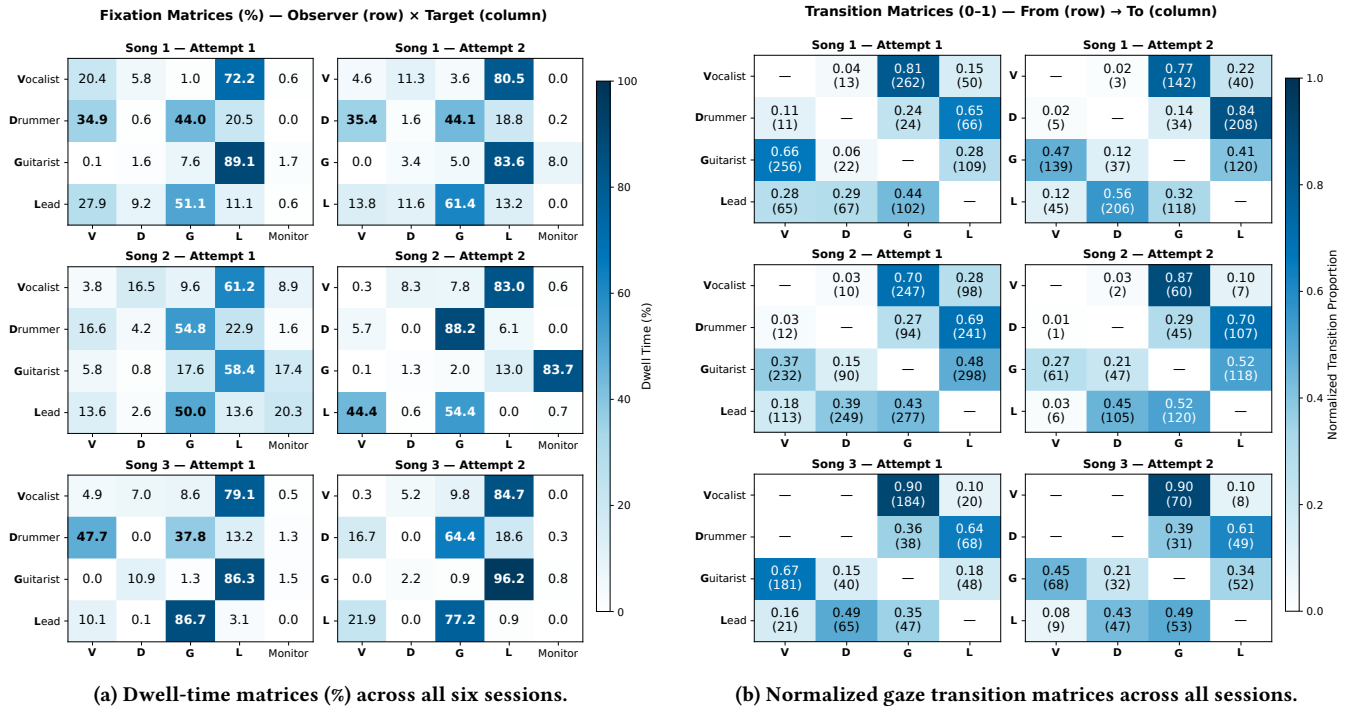 Fixation Matrices (%) — Observer (row) × Target (column)
Song 1 — Attempt 1
Vocalist 20.4 5.8 1.0 72.2 0.6
Drummer 34.9 0.6 44.0 20.5 0.0
Guitarist 0.1 1.6 7.6 89.1 1.7
Lead 27.9 9.2 51.1 11.1 0.6
V D G L Monitor
Song 1 — Attempt 2
V 4.6 11.3 3.6 80.5 0.0
D 35.4 1.6 44.1 18.8 0.2
G 0.0 3.4 5.0 83.6 8.0
L 13.8 11.6 61.4 13.2 0.0
V D G L Monitor
Song 2 — Attempt 1
Vocalist 3.8 16.5 9.6 61.2 8.9
Drummer 16.6 4.2 54.8 22.9 1.6
Guitarist 5.8 0.8 17.6 58.4 17.4
Lead 13.6 2.6 50.0 13.6 20.3
V D G L Monitor
Song 2 — Attempt 2
V 0.3 8.3 7.8 83.0 0.6
D 5.7 0.0 88.2 6.1 0.0
G 0.1 1.3 2.0 13.0 83.7
L 44.4 0.6 54.4 0.0 0.7
V D G L Monitor
Song 3 — Attempt 1
Vocalist 4.9 7.0 8.6 79.1 0.5
Drummer 47.7 0.0 37.8 13.2 1.3
Guitarist 0.0 10.9 1.3 86.3 1.5
Lead 10.1 0.1 86.7 3.1 0.0
V D G L Monitor
Song 3 — Attempt 2
V 0.3 5.2 9.8 84.7 0.0
D 16.7 0.0 64.4 18.6 0.3
G 0.0 2.2 0.9 96.2 0.8
L 21.9 0.0 77.2 0.9 0.0
V D G L Monitor
100
80
60
40
20
0
Dwell Time (%)
(a) Dwell-time matrices (%) across all six sessions.
Transition Matrices (0–1) — From (row) → To (column)
Song 1 — Attempt 1
Vocalist — 0.04 0.81 0.15
(13) (262) (50)
Drummer 0.11 — 0.24 0.65
(11) (24) (66)
Guitarist 0.66 0.06 — 0.28
(256) (22) (109)
Lead 0.28 0.29 0.44 —
(65) (67) (102)
V D G L
Song 1 — Attempt 2
V — 0.02 0.77 0.22
(3) (142) (40)
D 0.02 — 0.14 0.84
(5) (34) (208)
G 0.47 0.12 — 0.41
(139) (37) (120)
L 0.12 0.56 0.32 —
(45) (206) (118)
V D G L
Song 2 — Attempt 1
Vocalist — 0.03 0.70 0.28
(10) (247) (98)
Drummer 0.03 — 0.27 0.69
(12) (94) (241)
Guitarist 0.37 0.15 — 0.48
(232) (90) (298)
Lead 0.18 0.39 0.43 —
(113) (249) (277)
V D G L
Song 2 — Attempt 2
V — 0.03 0.87 0.10
(2) (60) (7)
D 0.01 — 0.29 0.70
(1) (45) (107)
G 0.27 0.21 — 0.52
(61) (47) (118)
L 0.03 0.45 0.52 —
(6) (105) (120)
V D G L
Song 3 — Attempt 1
Vocalist — — 0.90 0.10
(184) (20)
Drummer — — 0.36 0.64
(38) (68)
Guitarist 0.67 0.15 — 0.18
(181) (40) (48)
Lead 0.16 0.49 0.35 —
(21) (65) (47)
V D G L
Song 3 — Attempt 2
V — — 0.90 0.10
(70) (8)
D — — 0.39 0.61
(31) (49)
G 0.45 0.21 — 0.34
(68) (32) (52)
L 0.08 0.43 0.49 —
(9) (47) (53)
V D G L
1.0
0.8
0.6
0.4
0.2
0.0
Normalized Transition Proportion
(b) Normalized gaze transition matrices across all sessions.